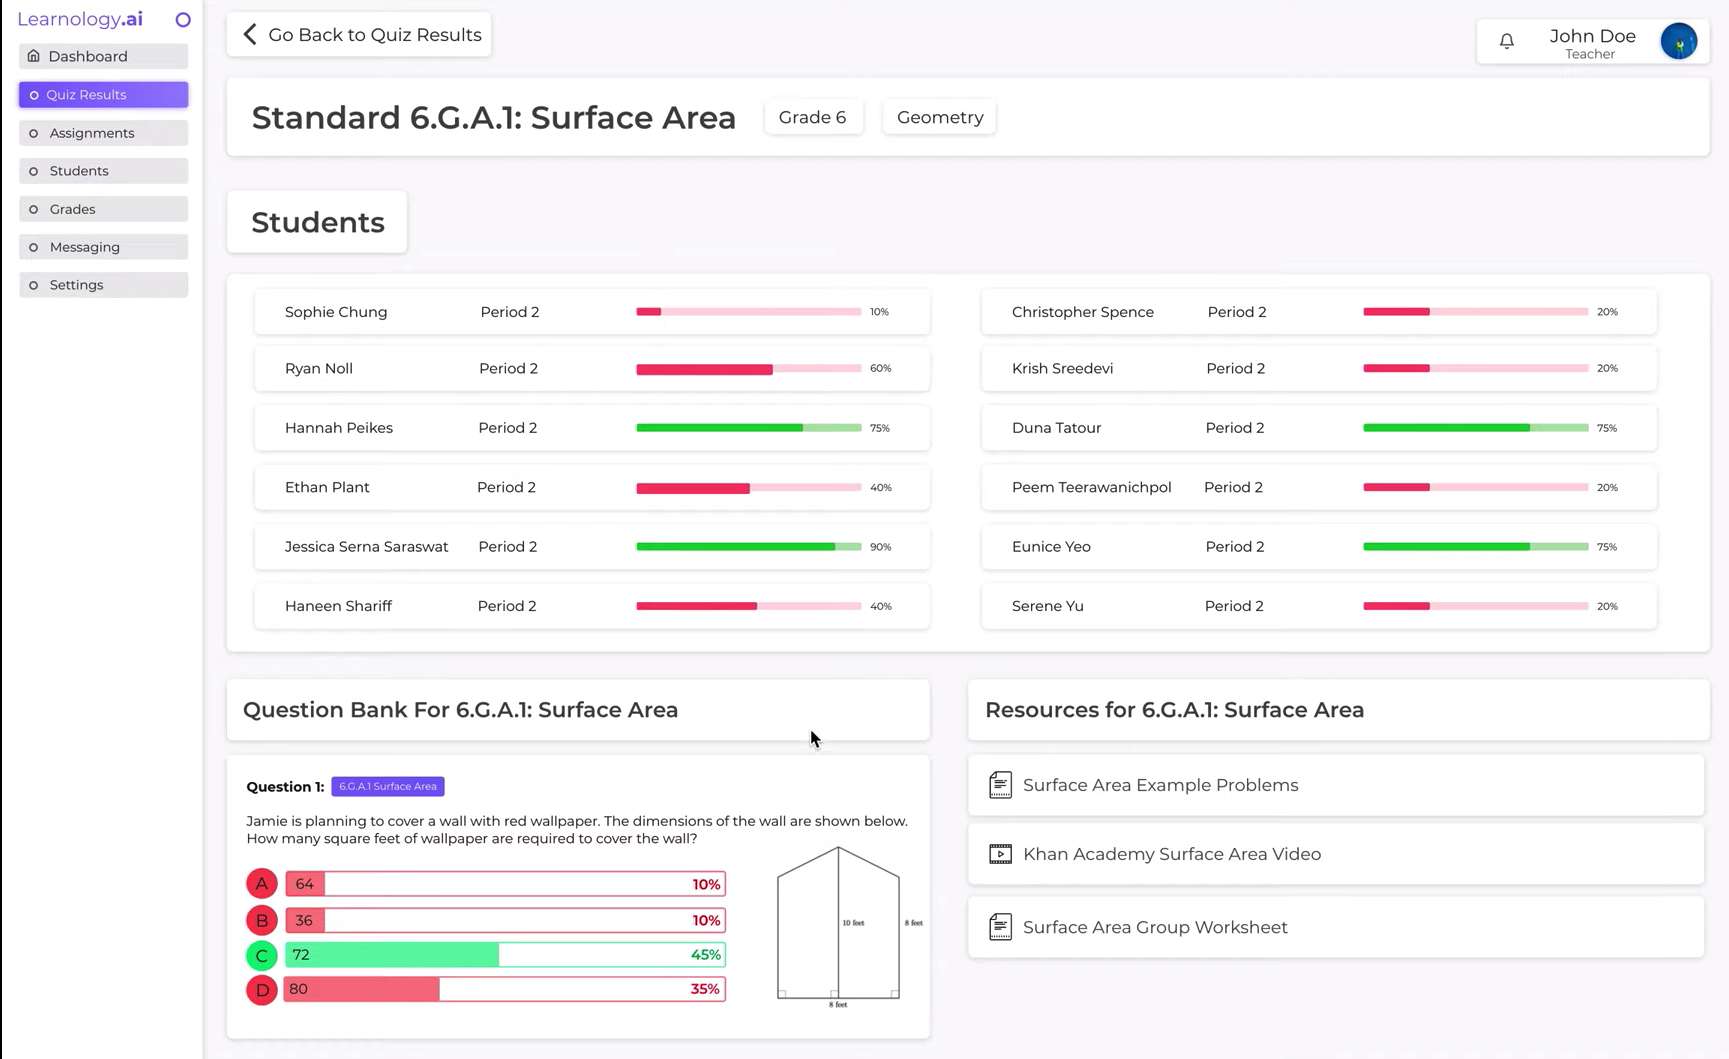 Learnology.ai
Dashboard
Quiz Results
Assignments
Students
Grades
Messaging
Settings
Go Back to Quiz Results
John Doe
Teacher
Standard 6.G.A.1: Surface Area
Grade 6
Geometry
Students
Sophie Chung Period 2 10%
Christopher Spence Period 2 20%
Ryan Noll Period 2 60%
Krish Sreedevi Period 2 20%
Hannah Peikes Period 2 75%
Duna Tatour Period 2 75%
Ethan Plant Period 2 40%
Peem Teerawanichpol Period 2 20%
Jessica Serna Saraswat Period 2 90%
Eunice Yeo Period 2 75%
Haneen Shariff Period 2 40%
Serene Yu Period 2 20%
Question Bank For 6.G.A.1: Surface Area
Question 1: 6.G.A.1 Surface Area
Jamie is planning to cover a wall with red wallpaper. The dimensions of the wall are shown below.
How many square feet of wallpaper are required to cover the wall?
A 64 10%
B 36 10%
C 72 45%
D 80 35%
10 feet
8 feet
8 feet
Resources for 6.G.A.1: Surface Area
Surface Area Example Problems
Khan Academy Surface Area Video
Surface Area Group Worksheet